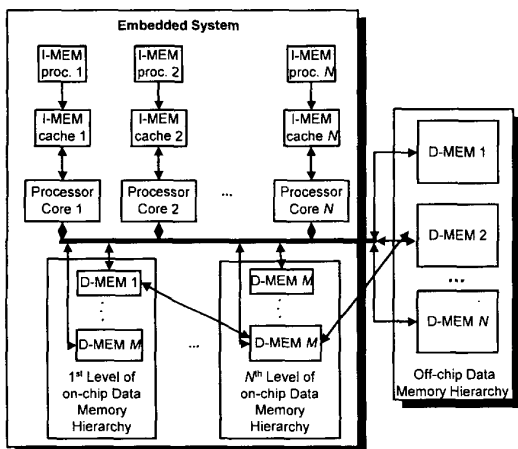 Embedded System
I-MEM
proc. 1
I-MEM
proc. 2
I-MEM
proc. N
I-MEM
cache 1
I-MEM
cache 2
I-MEM
cache N
Processor
Core 1
Processor
Core 2
...
Processor
Core N
D-MEM 1
D-MEM M
1st Level of
on-chip Data
Memory
Hierarchy
...
D-MEM M
D-MEM M
Nth Level of
on-chip Data
Memory
Hierarchy
D-MEM 1
D-MEM 2
...
D-MEM N
Off-chip Data
Memory Hierarchy